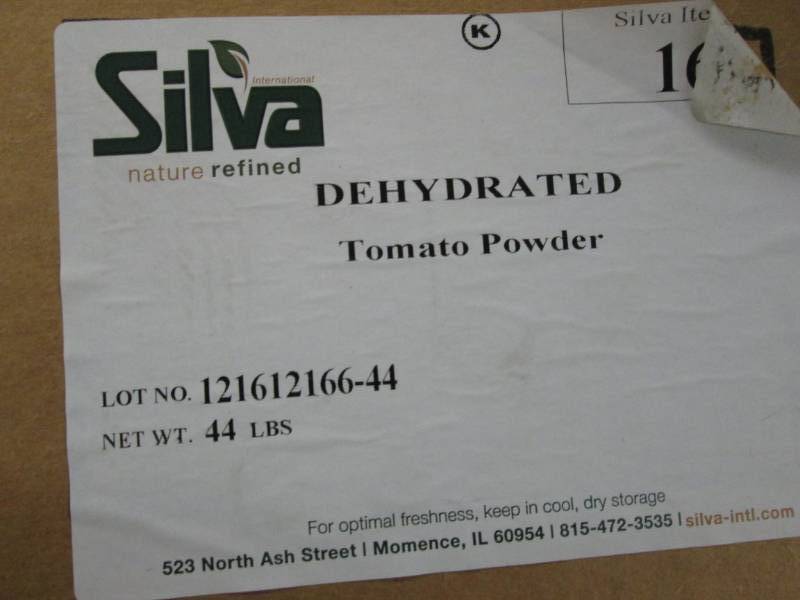 K
Silva Ite
Silva
International
nature refined
DEHYDRATED
Tomato Powder
LOT NO. 121612166-44
NET WT. 44 LBS
For optimal freshness, keep in cool, dry storage
523 North Ash Street | Momence, IL 60954 | 815-472-3535 | silva-intl.com